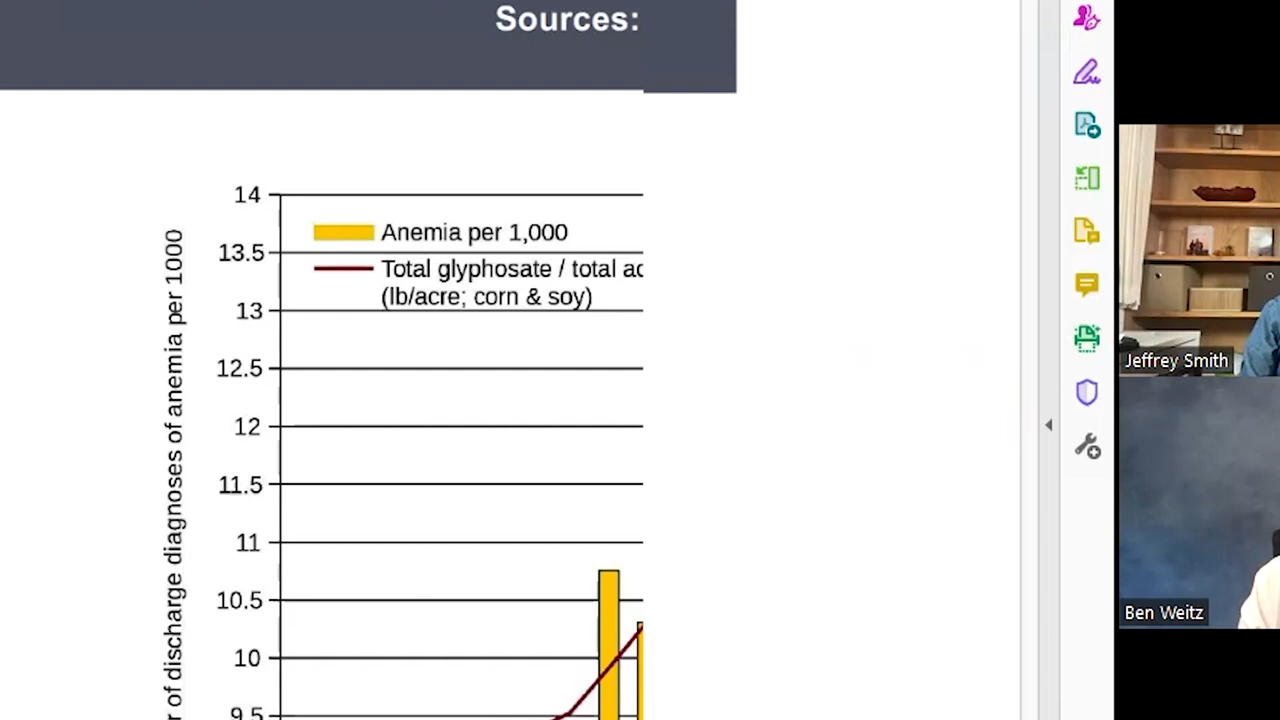 Sources:
14
Anemia per 1,000
13.5
Total glyphosate / total ac
(lb/acre; corn & soy)
13
12.5
12
11.5
11
10.5
10
9.5
r of discharge diagnoses of anemia per 1000
Jeffrey Smith
Ben Weitz